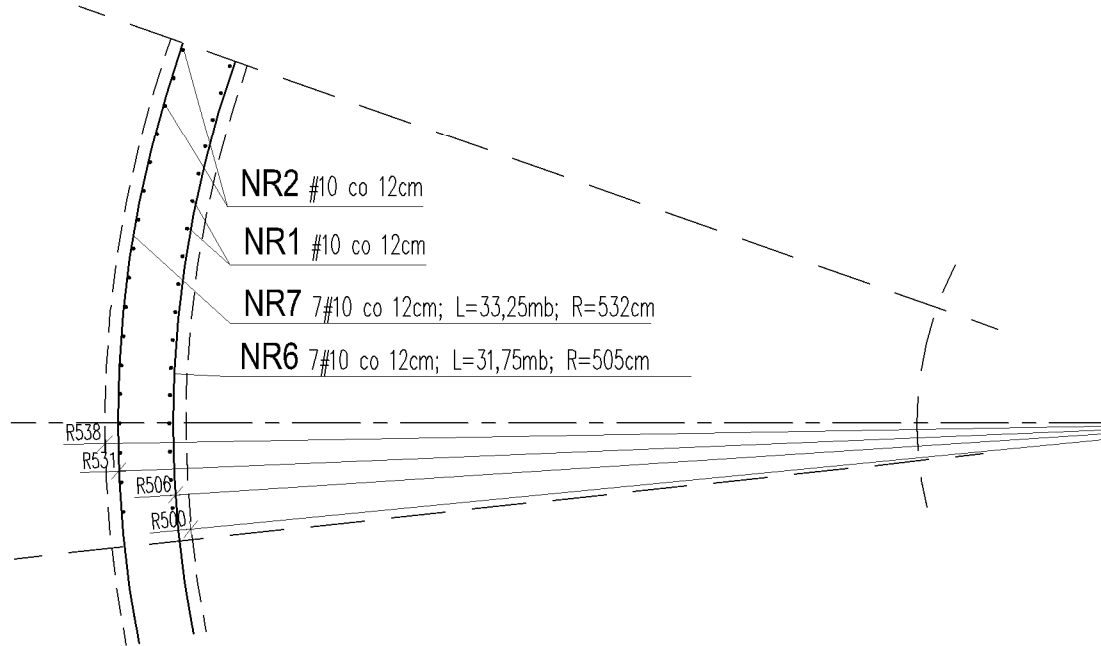 NR2 #10 co 12cm
NR1 #10 co 12cm
NR7 7#10 co 12cm; L=33,25mb; R=532cm
NR6 7#10 co 12cm; L=31,75mb; R=505cm
R538
R531
R506
R500